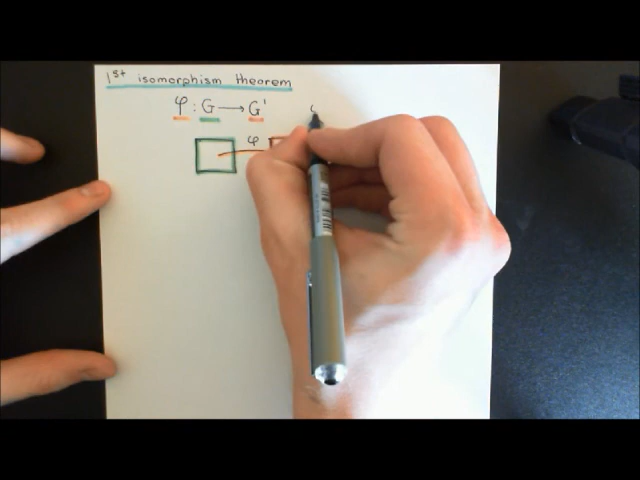 1st isomorphism theorem
φ : G → G'
φ